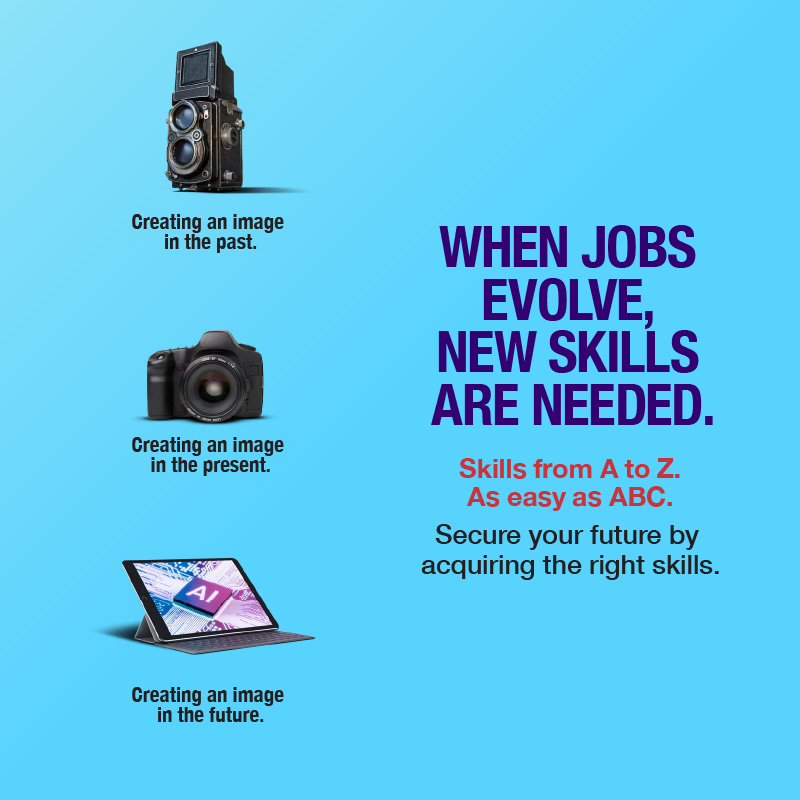 Creating an image
in the past.
Creating an image
in the present.
AI
Creating an image
in the future.
WHEN JOBS
EVOLVE,
NEW SKILLS
ARE NEEDED.
Skills from A to Z.
As easy as ABC.
Secure your future by
acquiring the right skills.